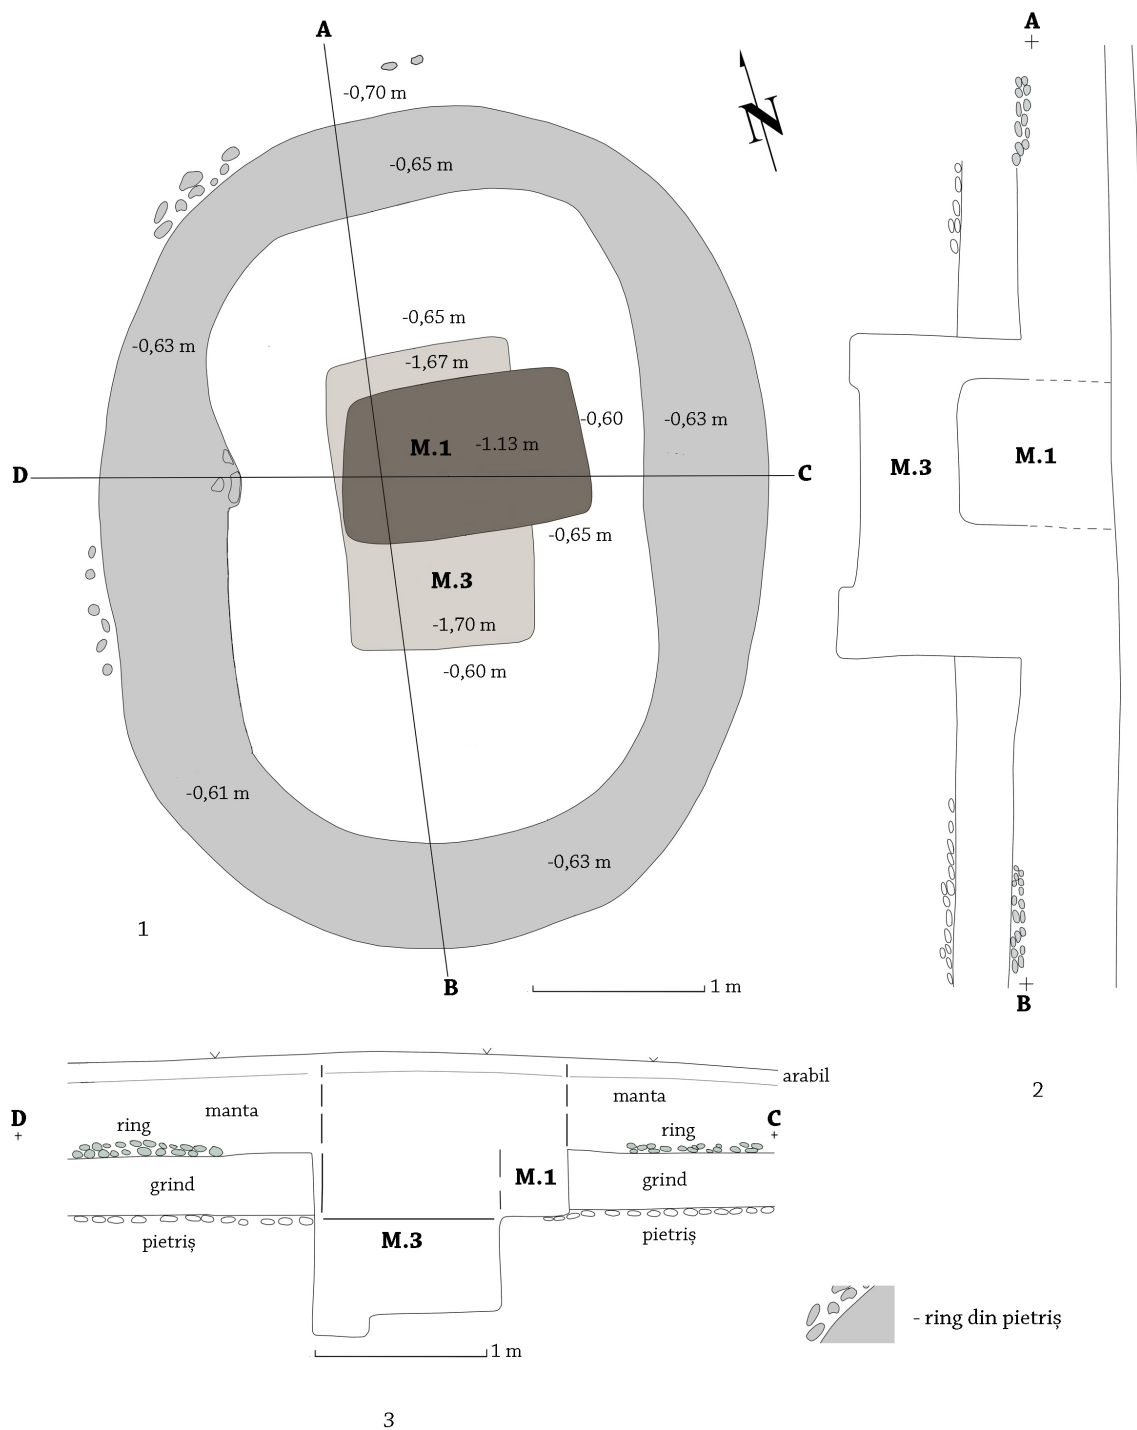 A
-0,70 m
N
-0,65 m
-0,63 m
-0,65 m
-1,67 m
-0,60
-0,63 m
M.1
-1.13 m
D
C
-0,65 m
M.3
-1,70 m
-0,60 m
-0,61 m
-0,63 m
1
B
1 m
A
M.3
M.1
B
2
arabil
manta
manta
D
C
ring
ring
M.1
grind
grind
M.3
pietriș
pietriș
1 m
- ring din pietriș
3